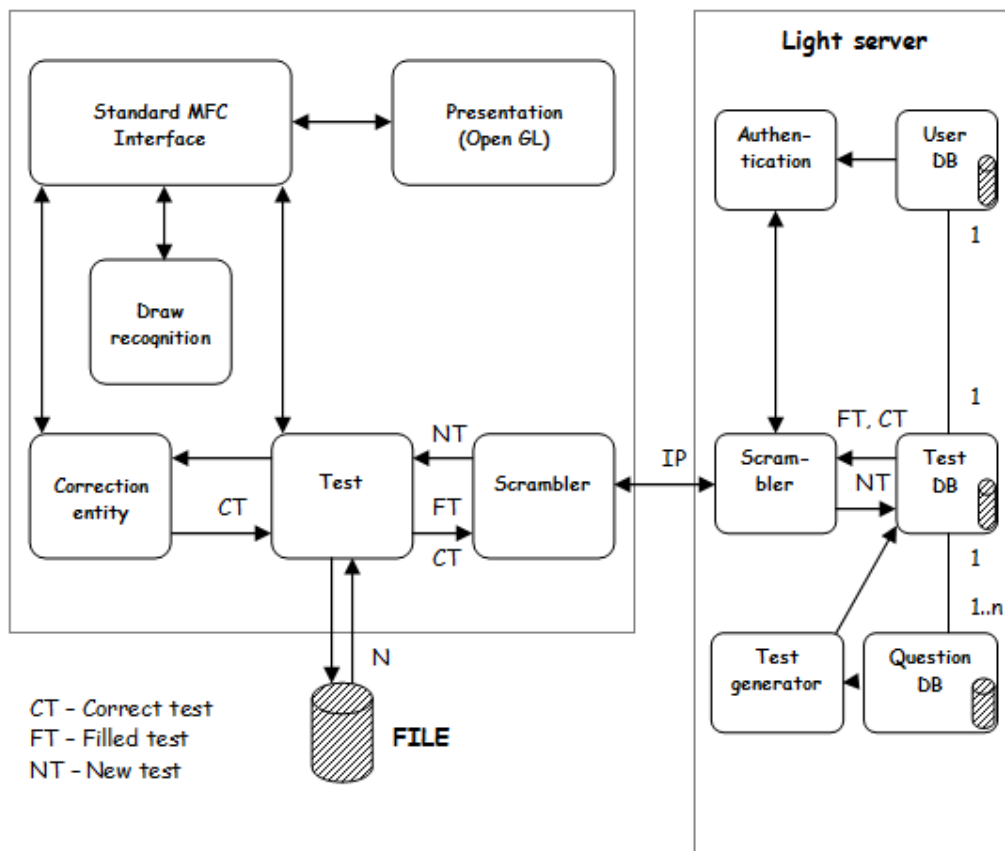 Light server
Standard MFC
Interface
Presentation
(Open GL)
Authen-
tication
User
DB
1
Draw
recognition
1
FT, CT
NT
IP
Correction
entity
Test
Scrambler
Scram-
bler
Test
DB
NT
CT
FT
CT
1
1..n
N
Test
generator
Question
DB
CT – Correct test
FT – Filled test
NT – New test
FILE